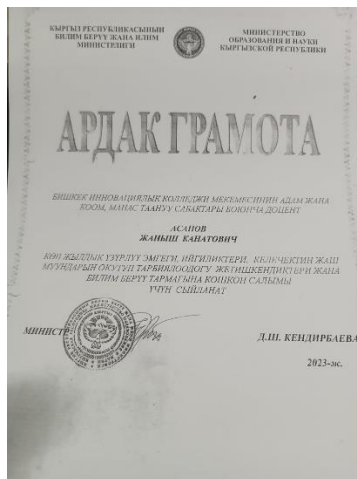 КЫРГЫЗ РЕСПУБЛИКАСЫНЫН
БИЛИМ БЕРҮҮ ЖАНА ИЛИМ
МИНИСТРЛИГИ
МИНИСТЕРСТВО
ОБРАЗОВАНИЯ И НАУКИ
КЫРГЫЗСКОЙ РЕСПУБЛИКИ
АРДАК ГРАМОТА
БИШКЕК ИННОВАЦИЯЛЫК КОЛЛЕДЖИ МЕКЕМЕСИНИН АДАМ ЖАНА
КООМ, МАНАС ТААНУУ САБАКТАРЫ БОЮНЧА ДОЦЕНТ
АСАПОВ
ЖАНЫШ КАНАТОВИЧ
КӨП ЖЫЛДЫК ҮЗҮРЛҮҮ ЭМГЕГИ, ИЙГИЛИКТЕРИ, КЕЛЕЧЕКТИН ЖАШ
МУУНДАРЫН ОКУТУП ТАРБИЯЛООДОГУ ЖЕТИШКЕНДИКТЕРИ ЖАНА
БИЛИМ БЕРҮҮ ТАРМАГЫНА КОШКОН САЛЫМЫ
ҮЧҮН СЫЙЛАНАТ
МИНИСТ
Д.Ш. КЕНДИРБАЕВА
2023-ж.